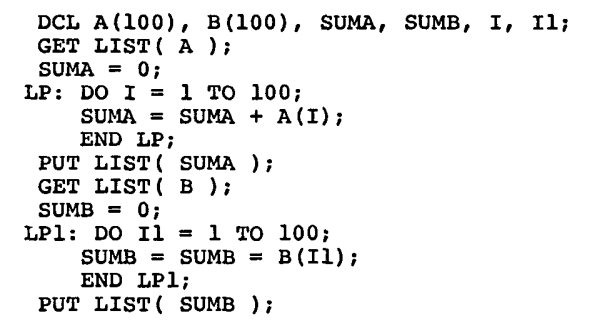 DCL A(100), B(100), SUMA, SUMB, I, I1;
GET LIST( A );
SUMA = 0;
LP: DO I = 1 TO 100;
SUMA = SUMA + A(I);
END LP;
PUT LIST( SUMA );
GET LIST( B );
SUMB = 0;
LP1: DO I1 = 1 TO 100;
SUMB = SUMB = B(I1);
END LP1;
PUT LIST( SUMB );